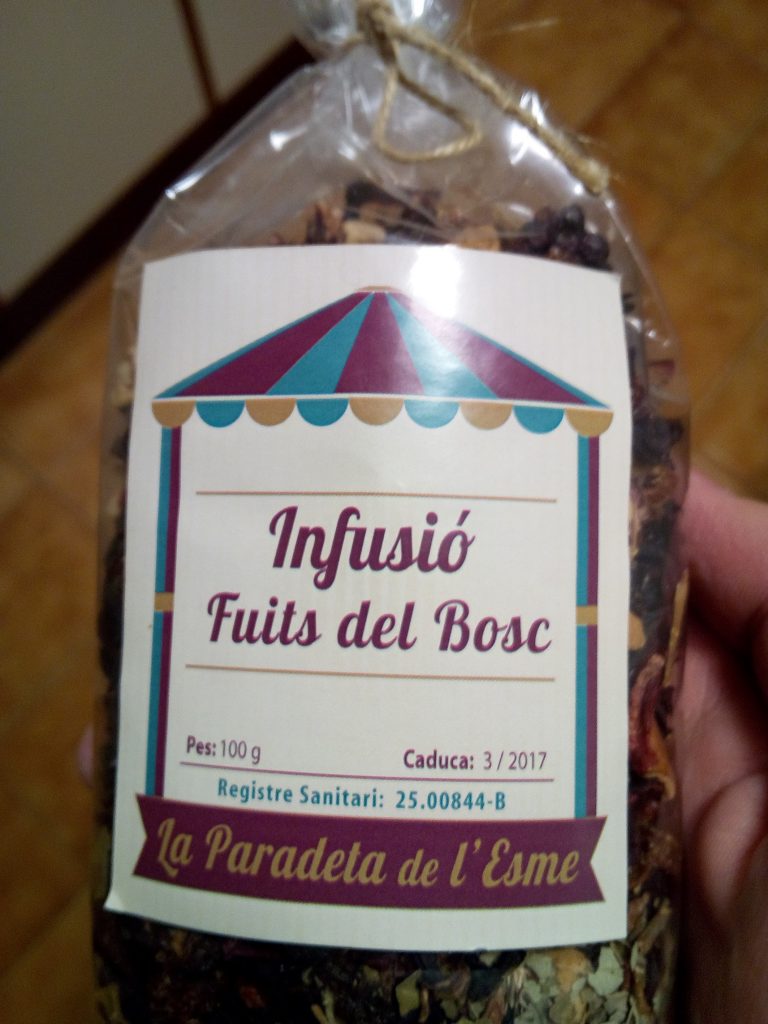 Infusió
Fuits del Bosc
Pes: 100 g
Caduca: 3 / 2017
Registre Sanitari: 25.00844-B
La Paradeta de l'Esme